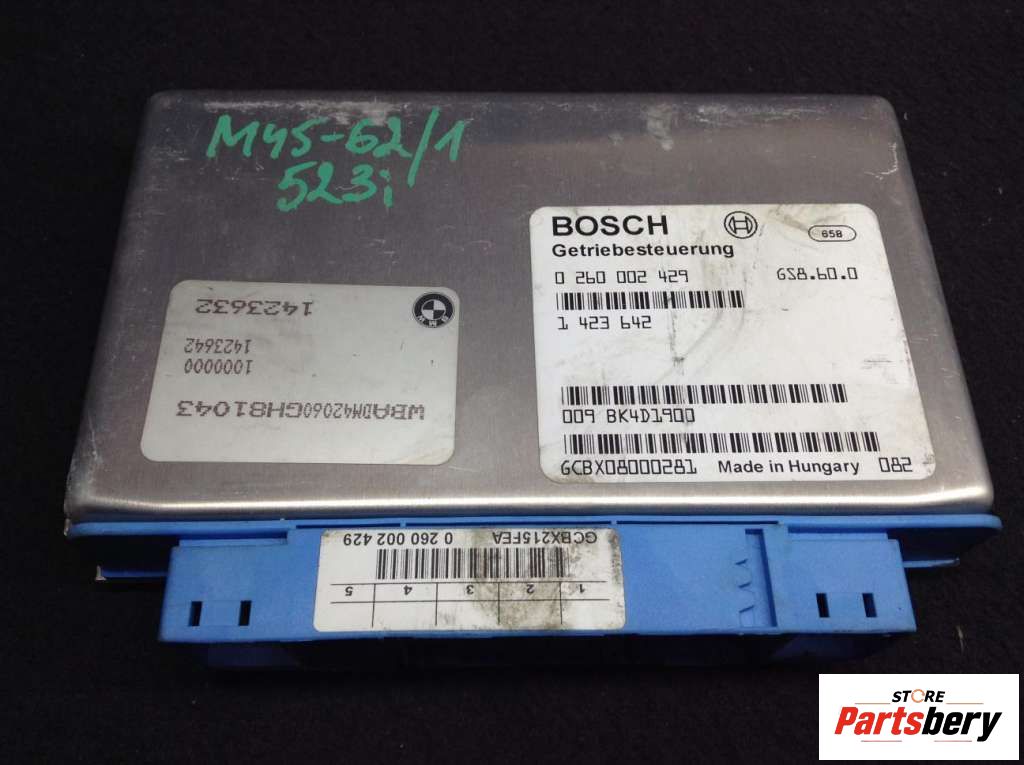 M45-62/1
523i
BOSCH
658
Getriebesteuerung
0 260 002 429 GS8.60.0
1 423 642
009 BK4D1900
GCBX08000281 Made in Hungary 082
BMW
1423632
1423642
1000000
WBADM42060GH81043
GCBX215FEA
0 260 002 429
1 2 3 4 5
STORE
Partsbery